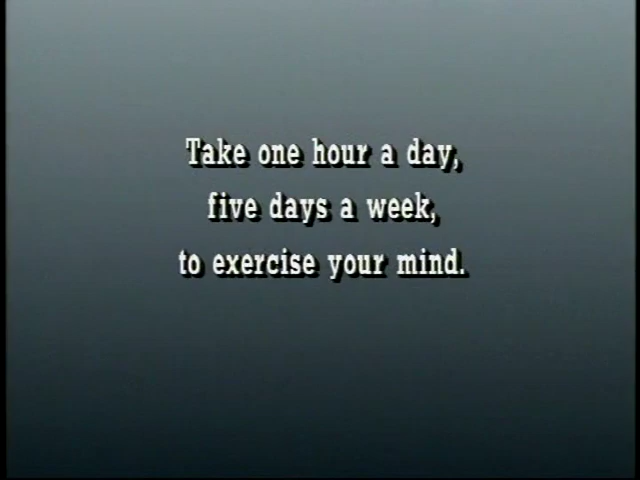 Take one hour a day,
five days a week,
to exercise your mind.